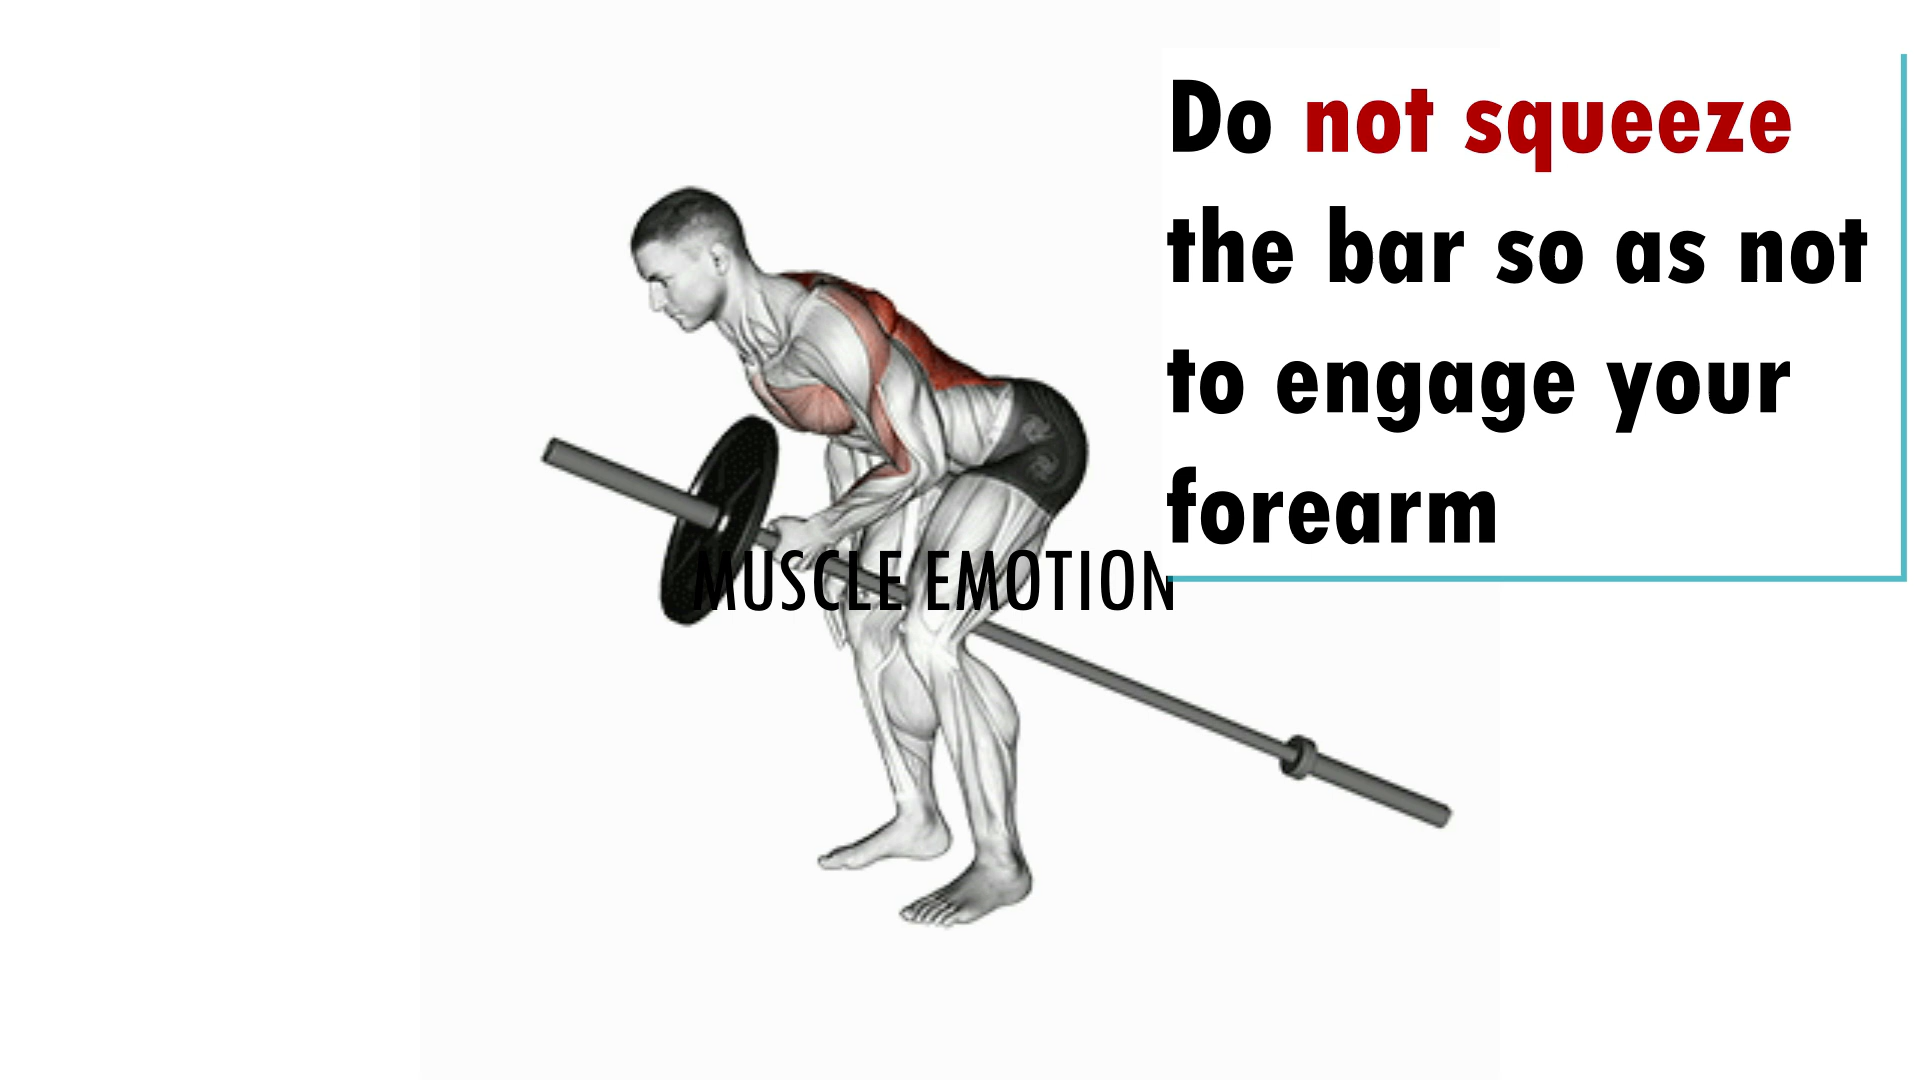 Do not squeeze
the bar so as not
to engage your
forearm
MUSCLE EMOTION